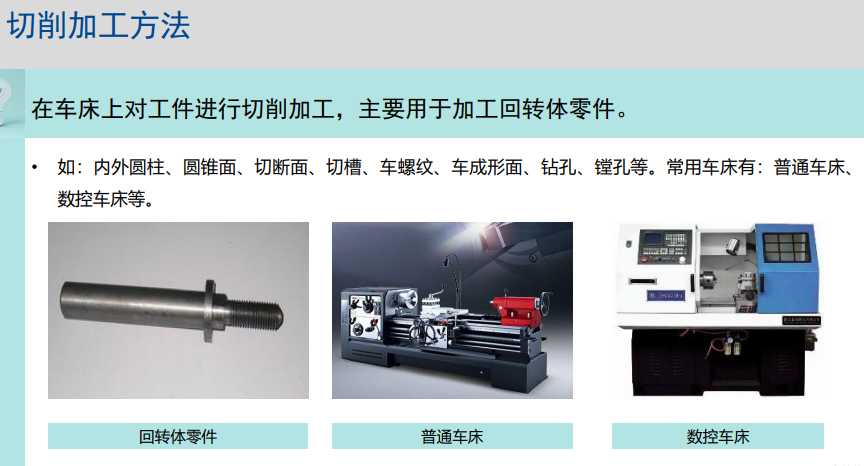 切削加工方法
在车床上对工件进行切削加工，主要用于加工回转体零件。
• 如：内外圆柱、圆锥面、切断面、切槽、车螺纹、车成形面、钻孔、镗孔等。常用车床有：普通车床、
数控车床等。
回转体零件
普通车床
数控车床